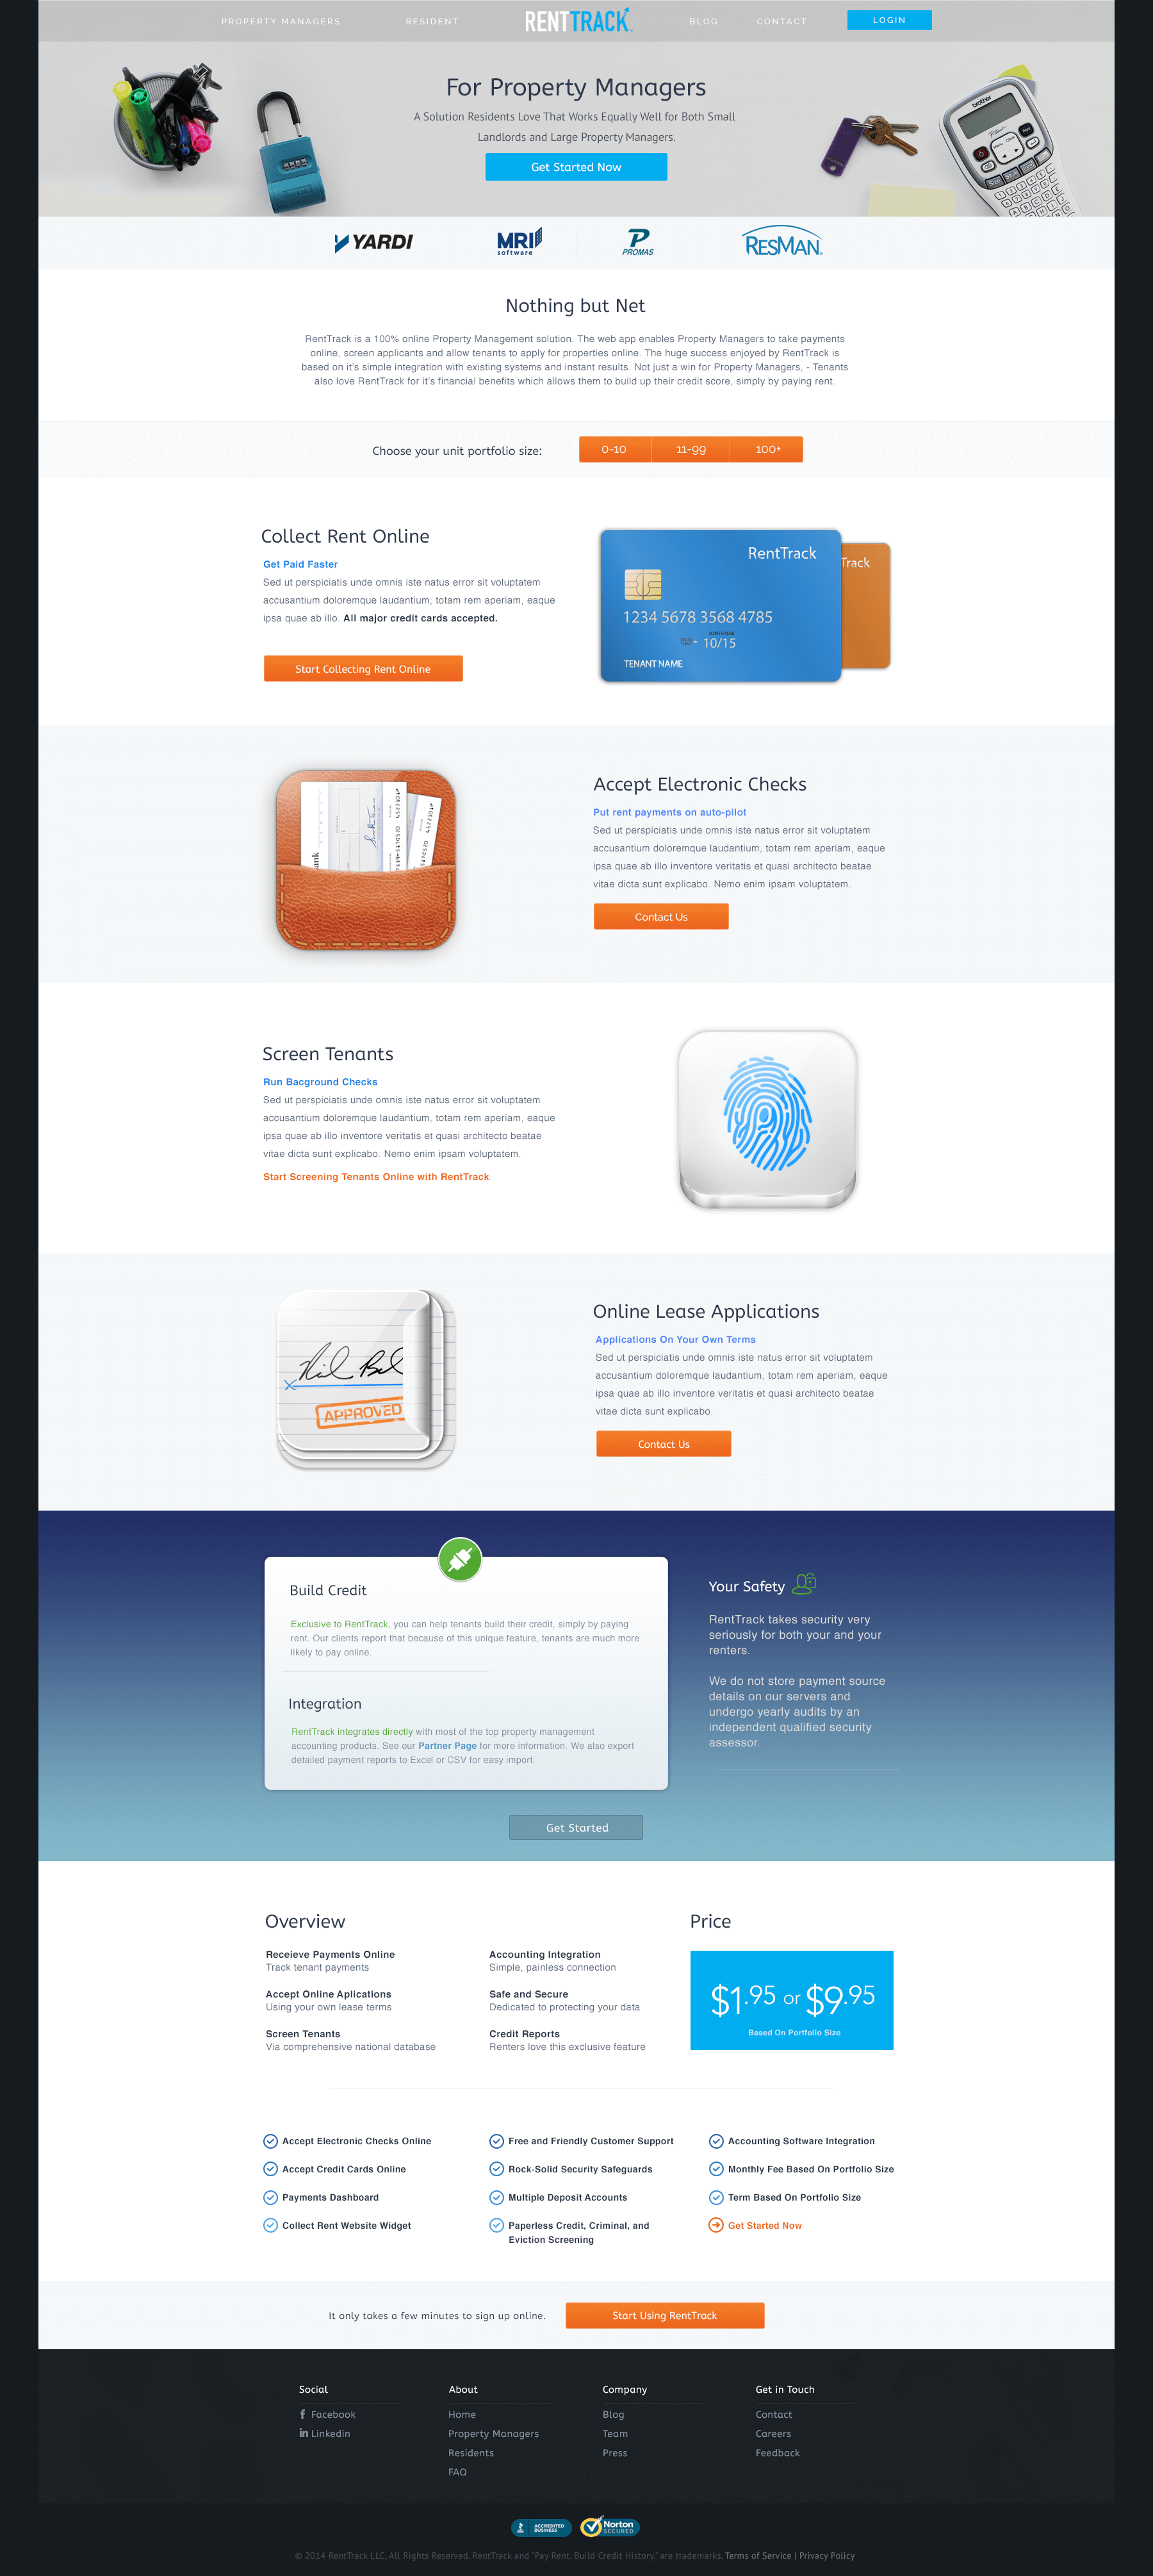 PROPERTY MANAGERS
RESIDENT
RENTTRACK
BLOG
CONTACT
LOGIN
For Property Managers
A Solution Residents Love That Works Equally Well for Both Small
Landlords and Large Property Managers.
Get Started Now
brother
YARDI
MRI
software
PROMAS
RESMAN
Nothing but Net
RentTrack is a 100% online Property Management solution. The web app enables Property Managers to take payments
online, screen applicants and allow tenants to apply for properties online. The huge success enjoyed by RentTrack is
based on it's simple integration with existing systems and instant results. Not just a win for Property Managers, - Tenants
also love RentTrack for it's financial benefits which allows them to build up their credit score, simply by paying rent.
Choose your unit portfolio size:
0-10
11-99
100+
Collect Rent Online
Get Paid Faster
Sed ut perspiciatis unde omnis iste natus error sit voluptatem
accusantium doloremque laudantium, totam rem aperiam, eaque
ipsa quae ab illo. All major credit cards accepted.
Start Collecting Rent Online
RentTrack
Track
1234 5678 3568 4785
10/15
TENANT NAME
Accept Electronic Checks
Put rent payments on auto-pilot
Sed ut perspiciatis unde omnis iste natus error sit voluptatem
accusantium doloremque laudantium, totam rem aperiam, eaque
ipsa quae ab illo inventore veritatis et quasi architecto beatae
vitae dicta sunt explicabo. Nemo enim ipsam voluptatem.
Contact Us
Screen Tenants
Run Bacground Checks
Sed ut perspiciatis unde omnis iste natus error sit voluptatem
accusantium doloremque laudantium, totam rem aperiam, eaque
ipsa quae ab illo inventore veritatis et quasi architecto beatae
vitae dicta sunt explicabo. Nemo enim ipsam voluptatem.
Start Screening Tenants Online with RentTrack.
APPROVED
Online Lease Applications
Applications On Your Own Terms
Sed ut perspiciatis unde omnis iste natus error sit voluptatem
accusantium doloremque laudantium, totam rem aperiam, eaque
ipsa quae ab illo inventore veritatis et quasi architecto beatae
vitae dicta sunt explicabo.
Contact Us
Build Credit
Exclusive to RentTrack, you can help tenants build their credit, simply by paying
rent. Our clients report that because of this unique feature, tenants are much more
likely to pay online.
Integration
RentTrack integrates directly with most of the top property management
accounting products. See our Partner Page for more information. We also export
detailed payment reports to Excel or CSV for easy import.
Your Safety
RentTrack takes security very
seriously for both your and your
renters.
We do not store payment source
details on our servers and
undergo yearly audits by an
independent qualified security
assessor.
Get Started
Overview
Receieve Payments Online
Track tenant payments
Accept Online Aplications
Using your own lease terms
Screen Tenants
Via comprehensive national database
Accounting Integration
Simple, painless connection
Safe and Secure
Dedicated to protecting your data
Credit Reports
Renters love this exclusive feature
Price
$1.95 or $9.95
Based On Portfolio Size
Accept Electronic Checks Online
Accept Credit Cards Online
Payments Dashboard
Collect Rent Website Widget
Free and Friendly Customer Support
Rock-Solid Security Safeguards
Multiple Deposit Accounts
Paperless Credit, Criminal, and
Eviction Screening
Accounting Software Integration
Monthly Fee Based On Portfolio Size
Term Based On Portfolio Size
Get Started Now
It only takes a few minutes to sign up online.
Start Using RentTrack
Social
Facebook
Linkedin
About
Home
Property Managers
Residents
FAQ
Company
Blog
Team
Press
Get in Touch
Contact
Careers
Feedback
ACCREDITED
BUSINESS
Norton
SECURED
© 2014 RentTrack LLC, All Rights Reserved. RentTrack and "Pay Rent. Build Credit History." are trademarks. Terms of Service | Privacy Policy